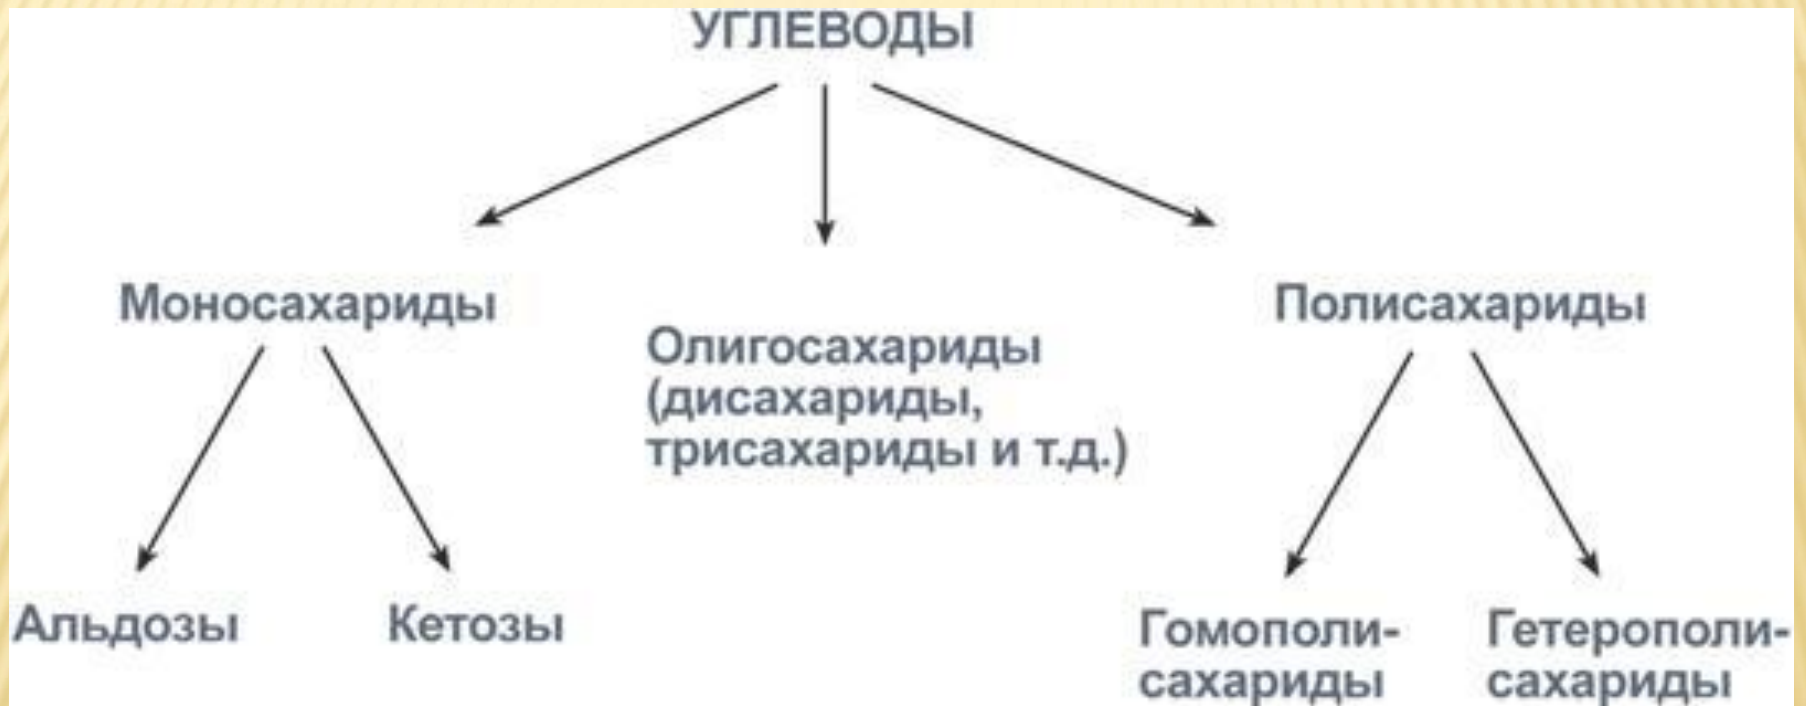 УГЛЕВОДЫ
Моносахариды
Олигосахариды
(дисахариды,
трисахариды и т.д.)
Полисахариды
Альдозы
Кетозы
Гомополи-
сахариды
Гетерополи-
сахариды